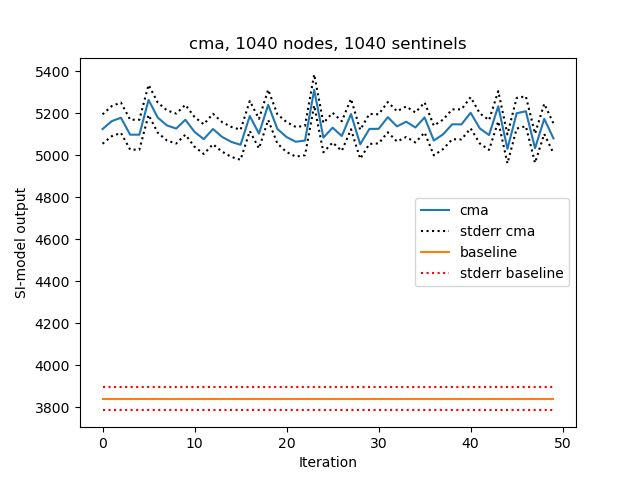 cma, 1040 nodes, 1040 sentinels
SI-model output
5400
5200
5000
4800
4600
4400
4200
4000
3800
cma
stderr cma
baseline
stderr baseline
0 10 20 30 40 50
Iteration